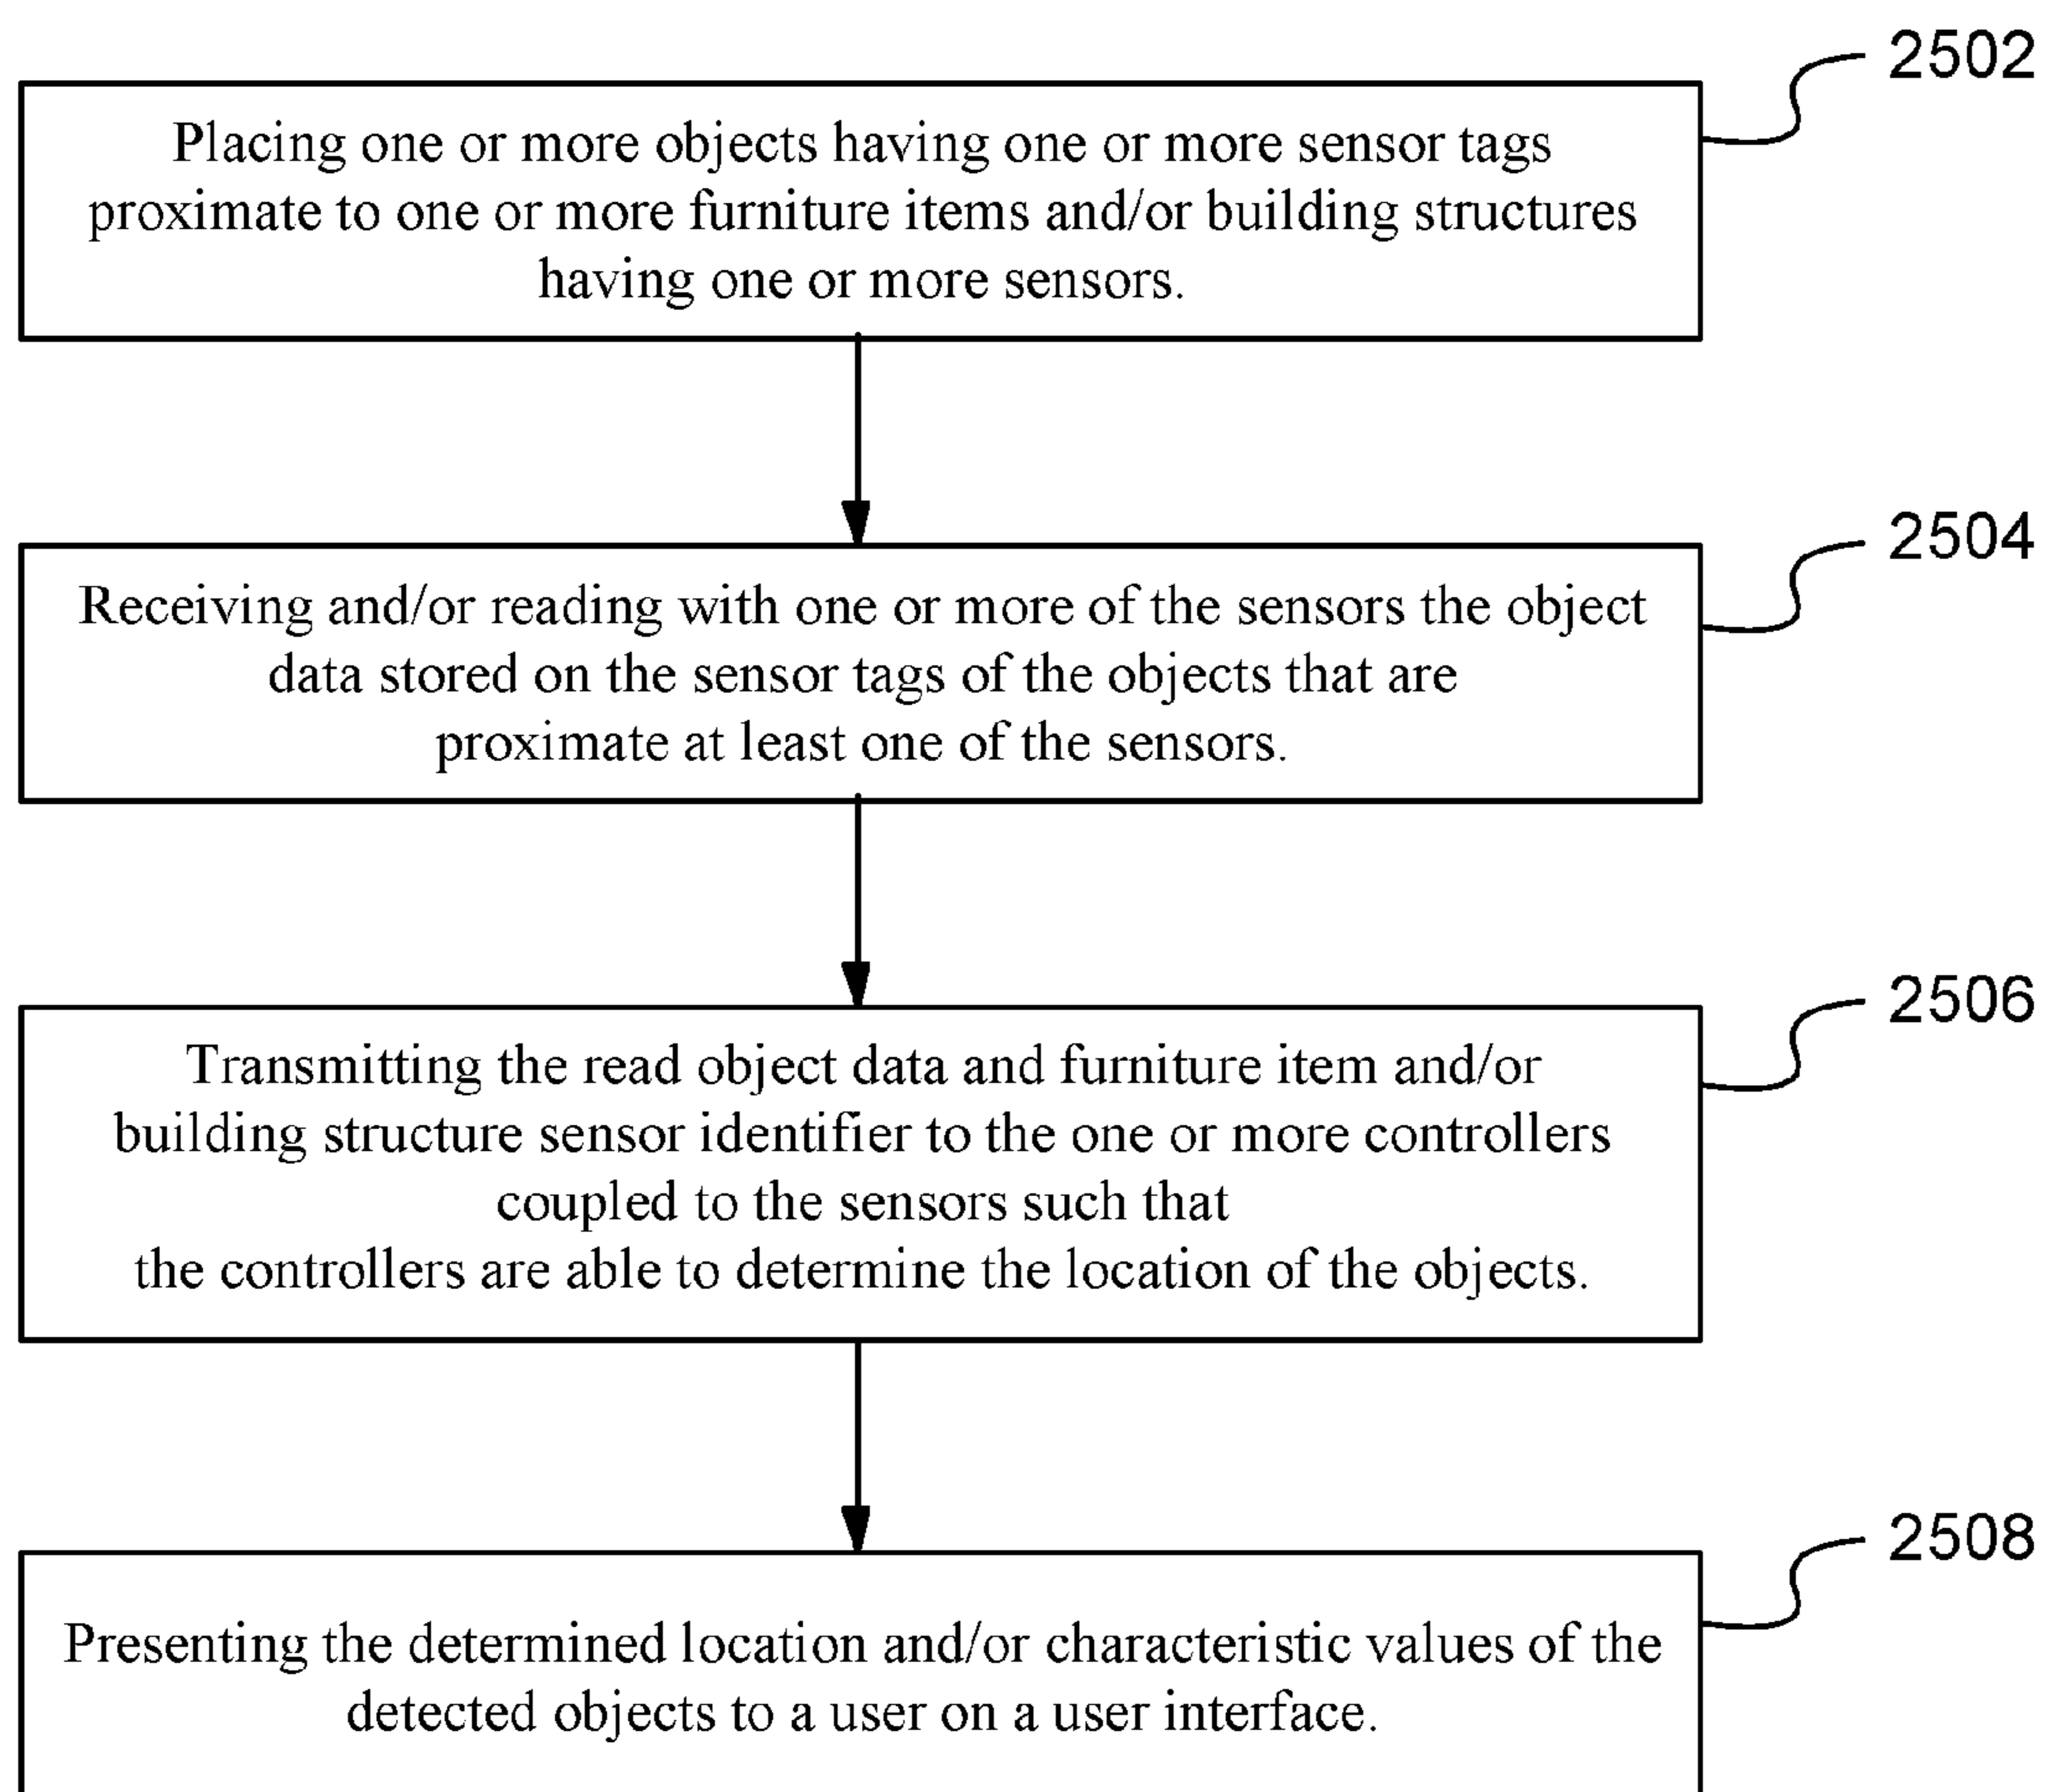 2502
Placing one or more objects having one or more sensor tags
proximate to one or more furniture items and/or building structures
having one or more sensors.
2504
Receiving and/or reading with one or more of the sensors the object
data stored on the sensor tags of the objects that are
proximate at least one of the sensors.
2506
Transmitting the read object data and furniture item and/or
building structure sensor identifier to the one or more controllers
coupled to the sensors such that
the controllers are able to determine the location of the objects.
2508
Presenting the determined location and/or characteristic values of the
detected objects to a user on a user interface.